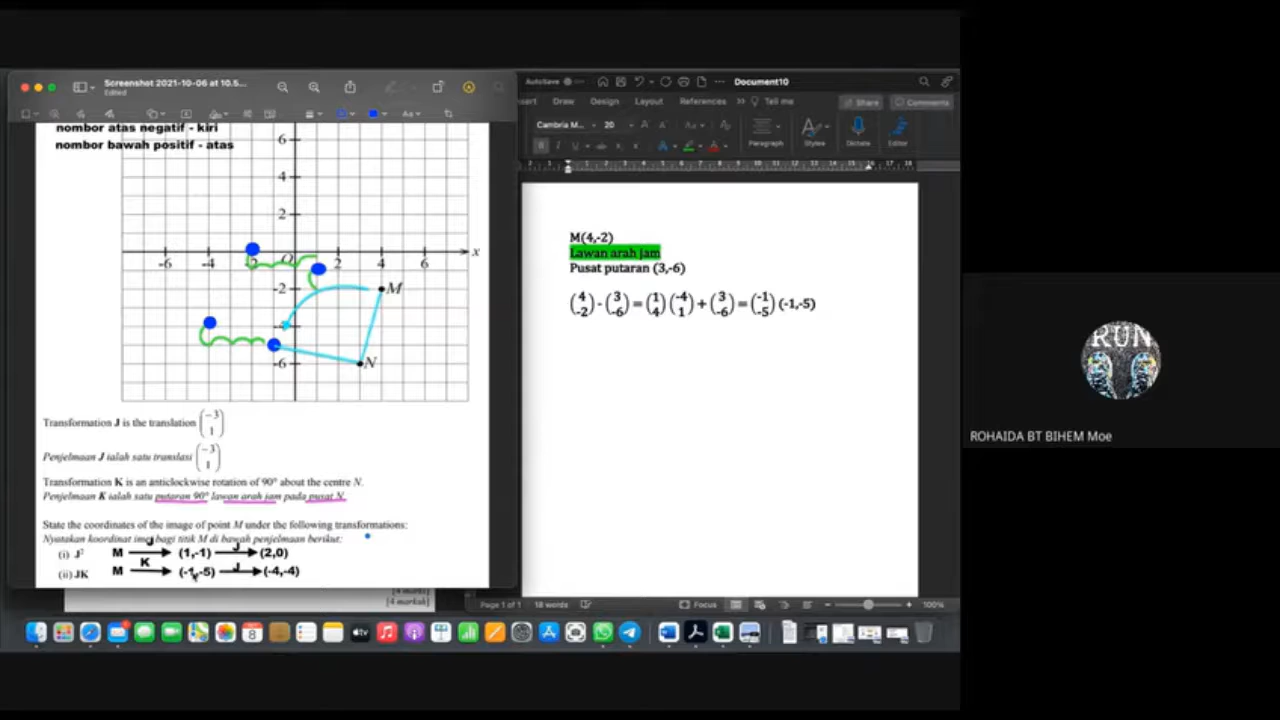 Screenshot 2021-10-06 at 10.5...
Edited
nombor atas negatif - kiri
nombor bawah positif - atas
6
4
2
-6 -4 -2 O 2 4 6 x
-2 M
-4
-6 N
Transformation J is the translation (-3 1)
Penjelmaan J ialah satu translasi (-3 1)
Transformation K is an anticlockwise rotation of 90° about the centre N.
Penjelmaan K ialah satu putaran 90° lawan arah jam pada pusat N.
State the coordinates of the image of point M under the following transformations:
Nyatakan koordinat imej bagi titik M di bawah penjelmaan berikut:
J J
(i) J² M (1,-1) (2,0)
K J
(ii) JK M (-1,-5) (-4,-4)
[4 marks]
[4 markah]
AutoSave Document10
sert Draw Design Layout References Tell me Share Comments
Cambria M... 20
Paragraph Styles Dictate Editor
M(4,-2)
Lawan arah jam
Pusat putaran (3,-6)
(4 -2) - (3 -6) = (1 4) (-4 1) + (3 -6) = (-1 -5) (-1,-5)
Page 1 of 1 18 words Focus 100%
8
RUN
ROHAIDA BT BIHEM Moe